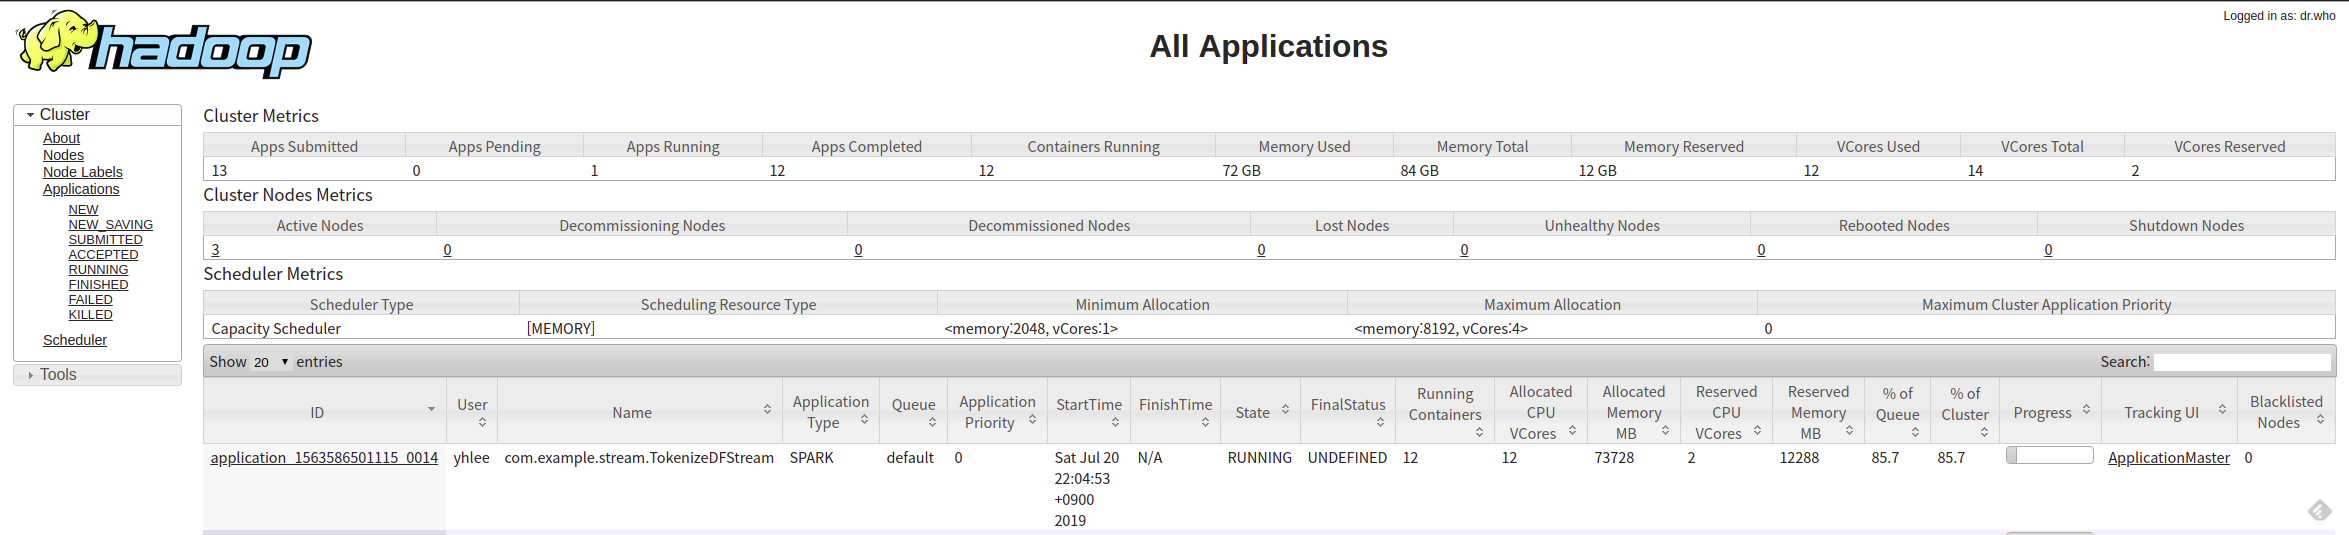 Logged in as: dr.who
hadoop
All Applications
Cluster
About
Nodes
Node Labels
Applications
NEW
NEW_SAVING
SUBMITTED
ACCEPTED
RUNNING
FINISHED
FAILED
KILLED
Scheduler
Tools
Cluster Metrics
Apps Submitted Apps Pending Apps Running Apps Completed Containers Running Memory Used Memory Total Memory Reserved VCores Used VCores Total VCores Reserved
13 0 1 12 12 72 GB 84 GB 12 GB 12 14 2
Cluster Nodes Metrics
Active Nodes Decommissioning Nodes Decommissioned Nodes Lost Nodes Unhealthy Nodes Rebooted Nodes Shutdown Nodes
3 0 0 0 0 0 0
Scheduler Metrics
Scheduler Type Scheduling Resource Type Minimum Allocation Maximum Allocation Maximum Cluster Application Priority
Capacity Scheduler [MEMORY] <memory:2048, vCores:1> <memory:8192, vCores:4> 0
Show 20 entries Search:
ID User Name Application Type Queue Application Priority StartTime FinishTime State FinalStatus Running Containers Allocated CPU VCores Allocated Memory MB Reserved CPU VCores Reserved Memory MB % of Queue % of Cluster Progress Tracking UI Blacklisted Nodes
application_1563586501115_0014 yhlee com.example.stream.TokenizeDFStream SPARK default 0 Sat Jul 20 N/A RUNNING UNDEFINED 12 12 73728 2 12288 85.7 85.7 ApplicationMaster 0
22:04:53
+0900
2019